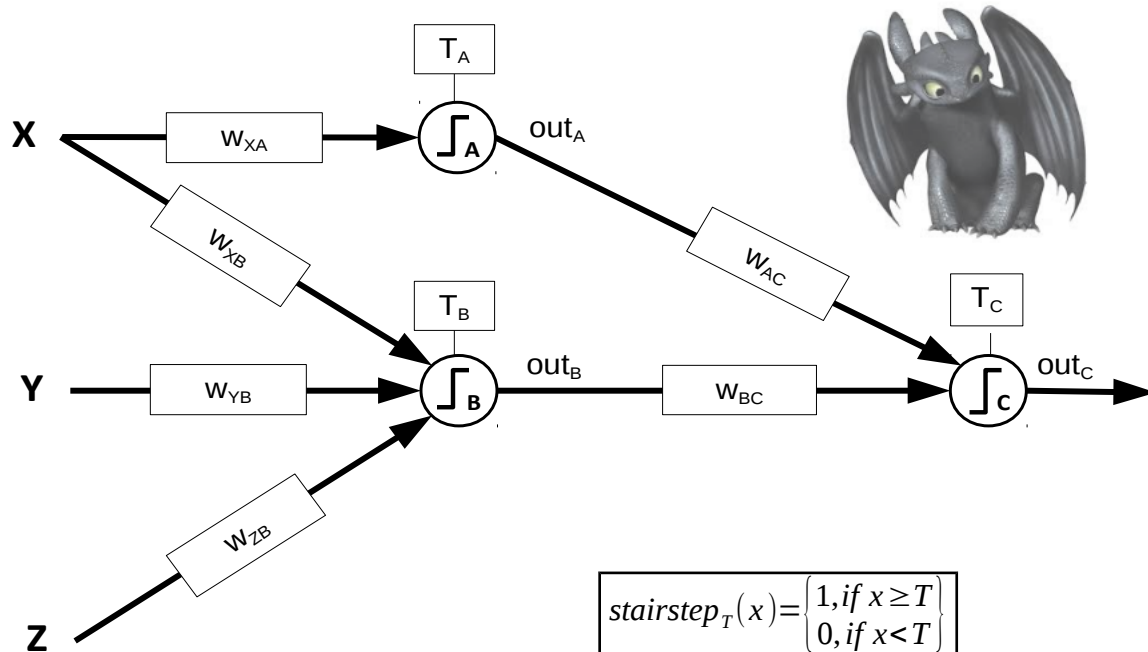 T_A
X
w_XA
A
out_A
w_XB
w_AC
T_B
T_C
Y
w_YB
B
out_B
w_BC
C
out_C
w_ZB
Z
stairstep_T(x)={1, if x≥T
0, if x<T}